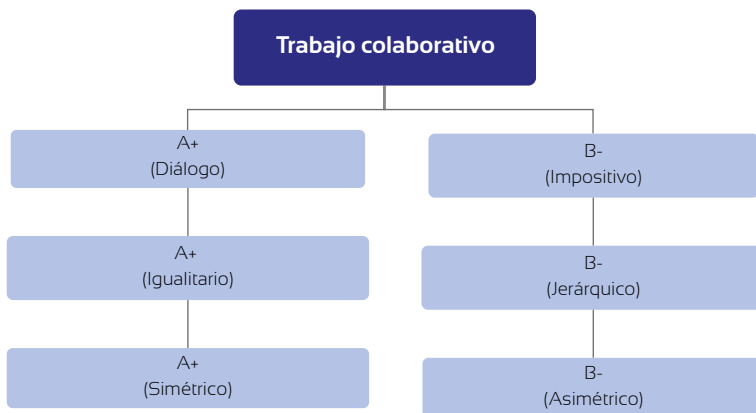 Trabajo colaborativo
A+
(Diálogo)
A+
(Igualitario)
A+
(Simétrico)
B-
(Impositivo)
B-
(Jerárquico)
B-
(Asimétrico)